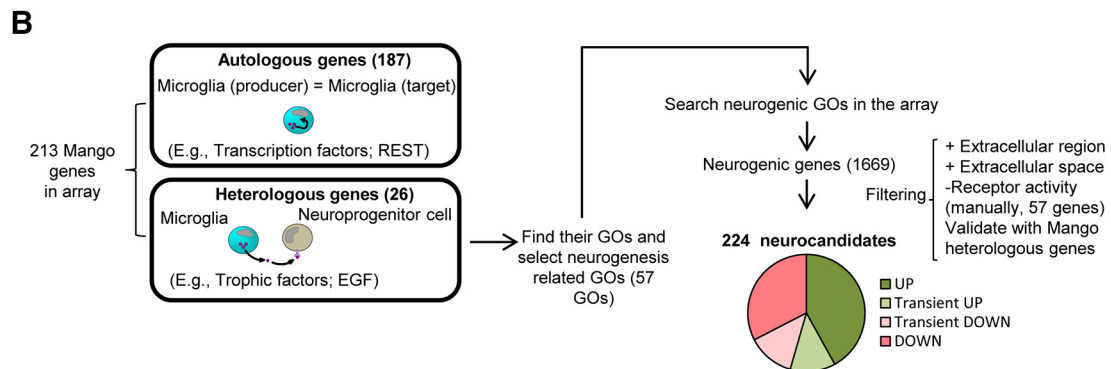 B
213 Mango
genes
in array
Autologous genes (187)
Microglia (producer) = Microglia (target)
(E.g., Transcription factors; REST)
Heterologous genes (26)
Microglia
Neuroprogenitor cell
(E.g., Trophic factors; EGF)
Find their GOs and
select neurogenesis
related GOs (57
GOs)
Search neurogenic GOs in the array
Neurogenic genes (1669)
Filtering
+ Extracellular region
+ Extracellular space
-Receptor activity
(manually, 57 genes)
Validate with Mango
heterologous genes
224 neurocandidates
UP
Transient UP
Transient DOWN
DOWN